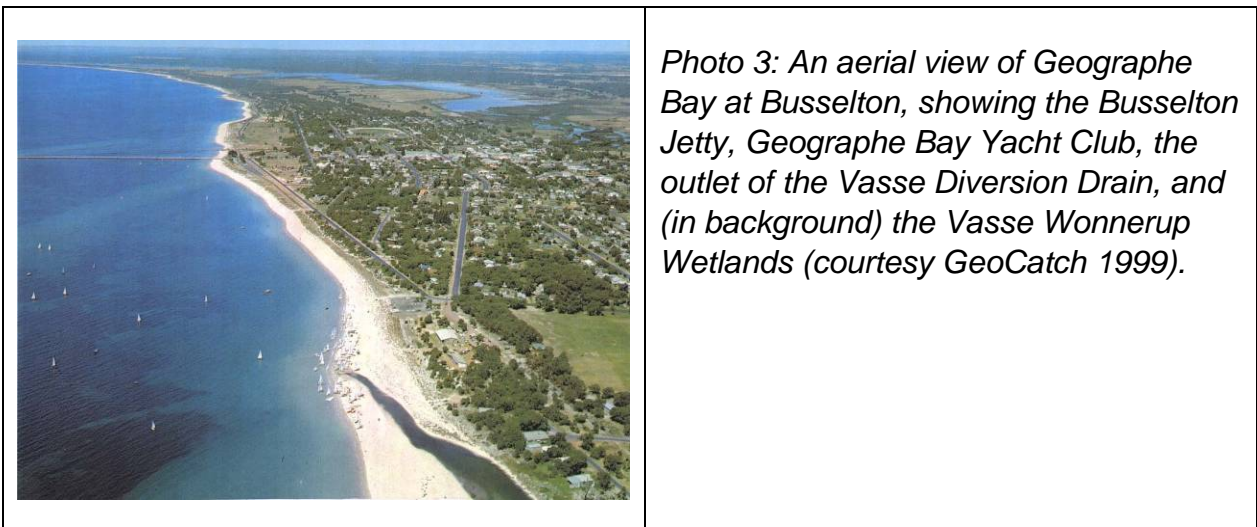 Photo 3: An aerial view of Geographe
Bay at Busselton, showing the Busselton
Jetty, Geographe Bay Yacht Club, the
outlet of the Vasse Diversion Drain, and
(in background) the Vasse Wonnerup
Wetlands (courtesy GeoCatch 1999).